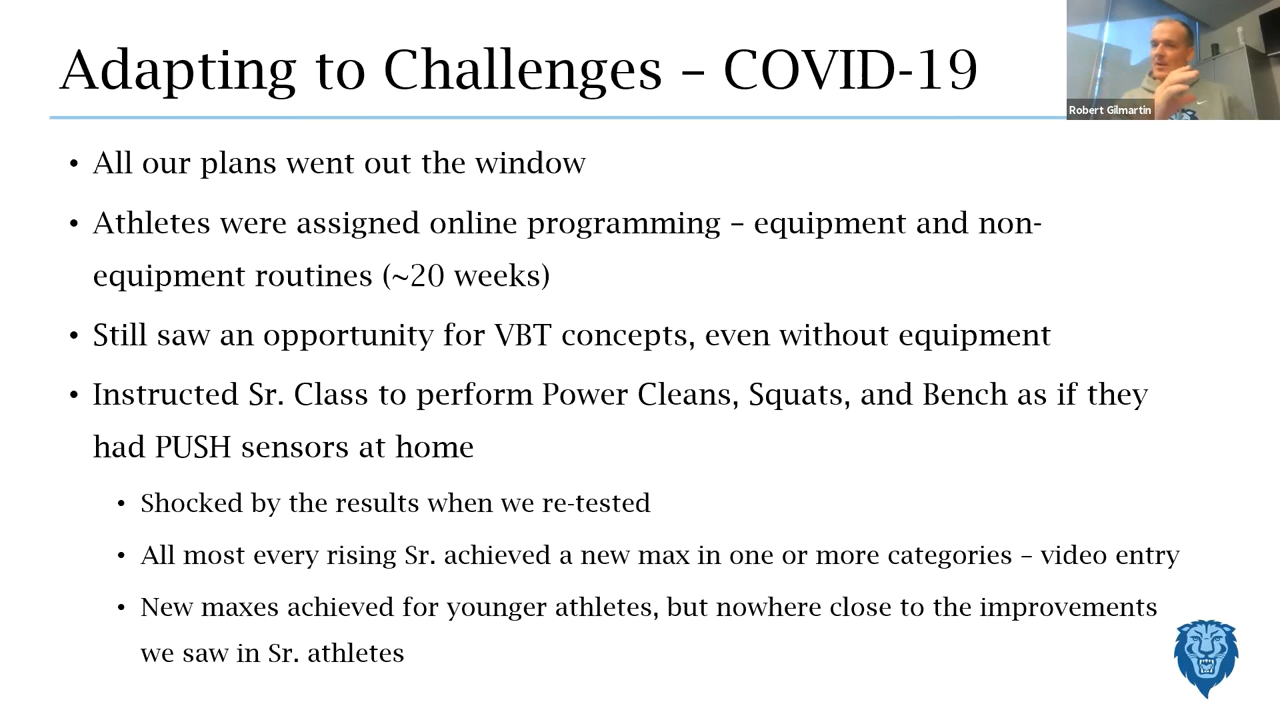 Adapting to Challenges – COVID-19
Robert Gilmartin
• All our plans went out the window
• Athletes were assigned online programming – equipment and non-
equipment routines (~20 weeks)
• Still saw an opportunity for VBT concepts, even without equipment
• Instructed Sr. Class to perform Power Cleans, Squats, and Bench as if they
had PUSH sensors at home
• Shocked by the results when we re-tested
• All most every rising Sr. achieved a new max in one or more categories – video entry
• New maxes achieved for younger athletes, but nowhere close to the improvements
we saw in Sr. athletes